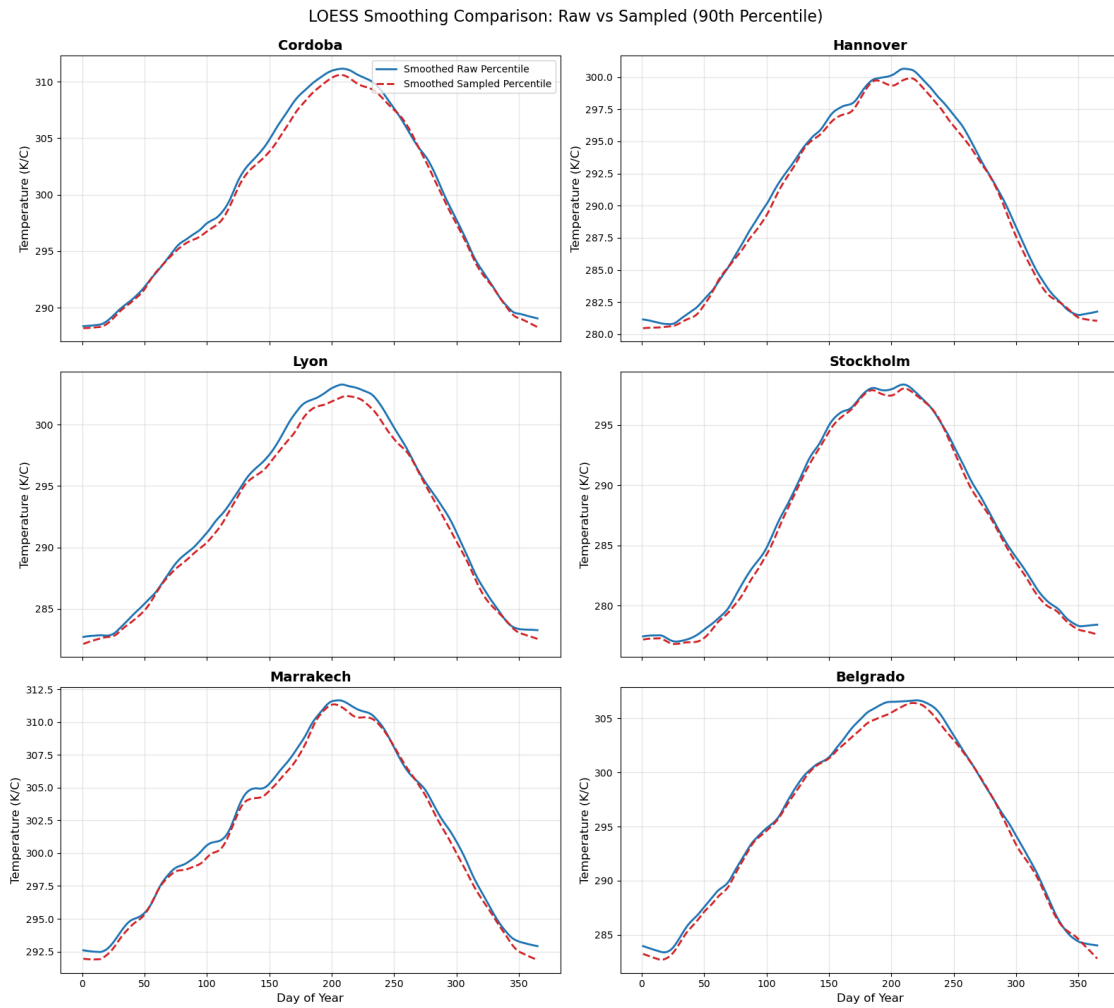 LOESS Smoothing Comparison: Raw vs Sampled (90th Percentile)
Cordoba
Hannover
Smoothed Raw Percentile
Smoothed Sampled Percentile
Temperature (K/C)
310
305
300
295
290
Temperature (K/C)
300.0
297.5
295.0
292.5
290.0
287.5
285.0
282.5
280.0
Lyon
Stockholm
Temperature (K/C)
300
295
290
285
Temperature (K/C)
295
290
285
280
Marrakech
Belgrado
Temperature (K/C)
312.5
310.0
307.5
305.0
302.5
300.0
297.5
295.0
292.5
0 50 100 150 200 250 300 350
Day of Year
Temperature (K/C)
305
300
295
290
285
0 50 100 150 200 250 300 350
Day of Year